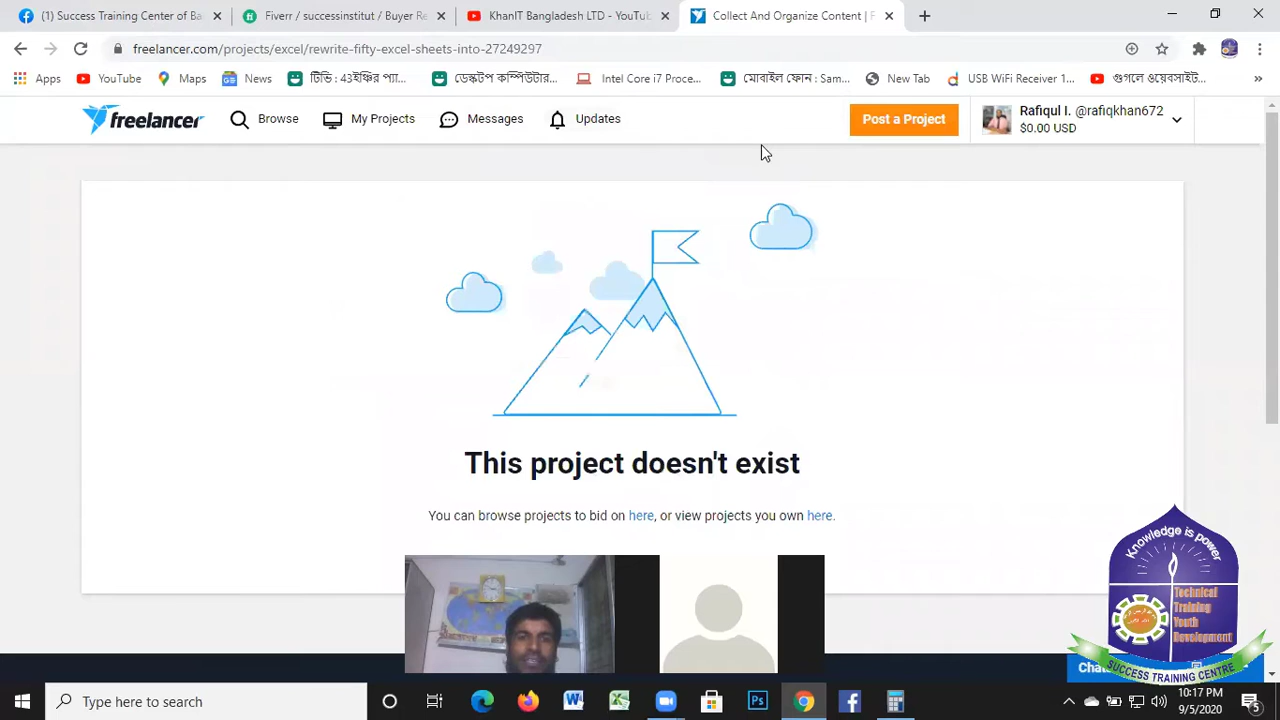 (1) Success Training Center of Ba
Fiverr / successinstitut / Buyer Re
KhanIT Bangladesh LTD - YouTub
Collect And Organize Content | F
freelancer.com/projects/excel/rewrite-fifty-excel-sheets-into-27249297
Apps
YouTube
Maps
News
টিভি : 43ইঞ্চির প্যা...
ডেস্কটপ কম্পিউটার...
Intel Core i7 Proce...
মোবাইল ফোন : Sam...
New Tab
USB WiFi Receiver 1...
গুগলে ওয়েবসাইট...
»
freelancer
Browse
My Projects
Messages
Updates
Post a Project
Rafiqul I. @rafiqkhan672
$0.00 USD
This project doesn't exist
You can browse projects to bid on here, or view projects you own here.
Knowledge is power
Technical
Training
Youth
Development
SUCCESS TRAINING CENTRE
Type here to search
10:17 PM
9/5/2020
5